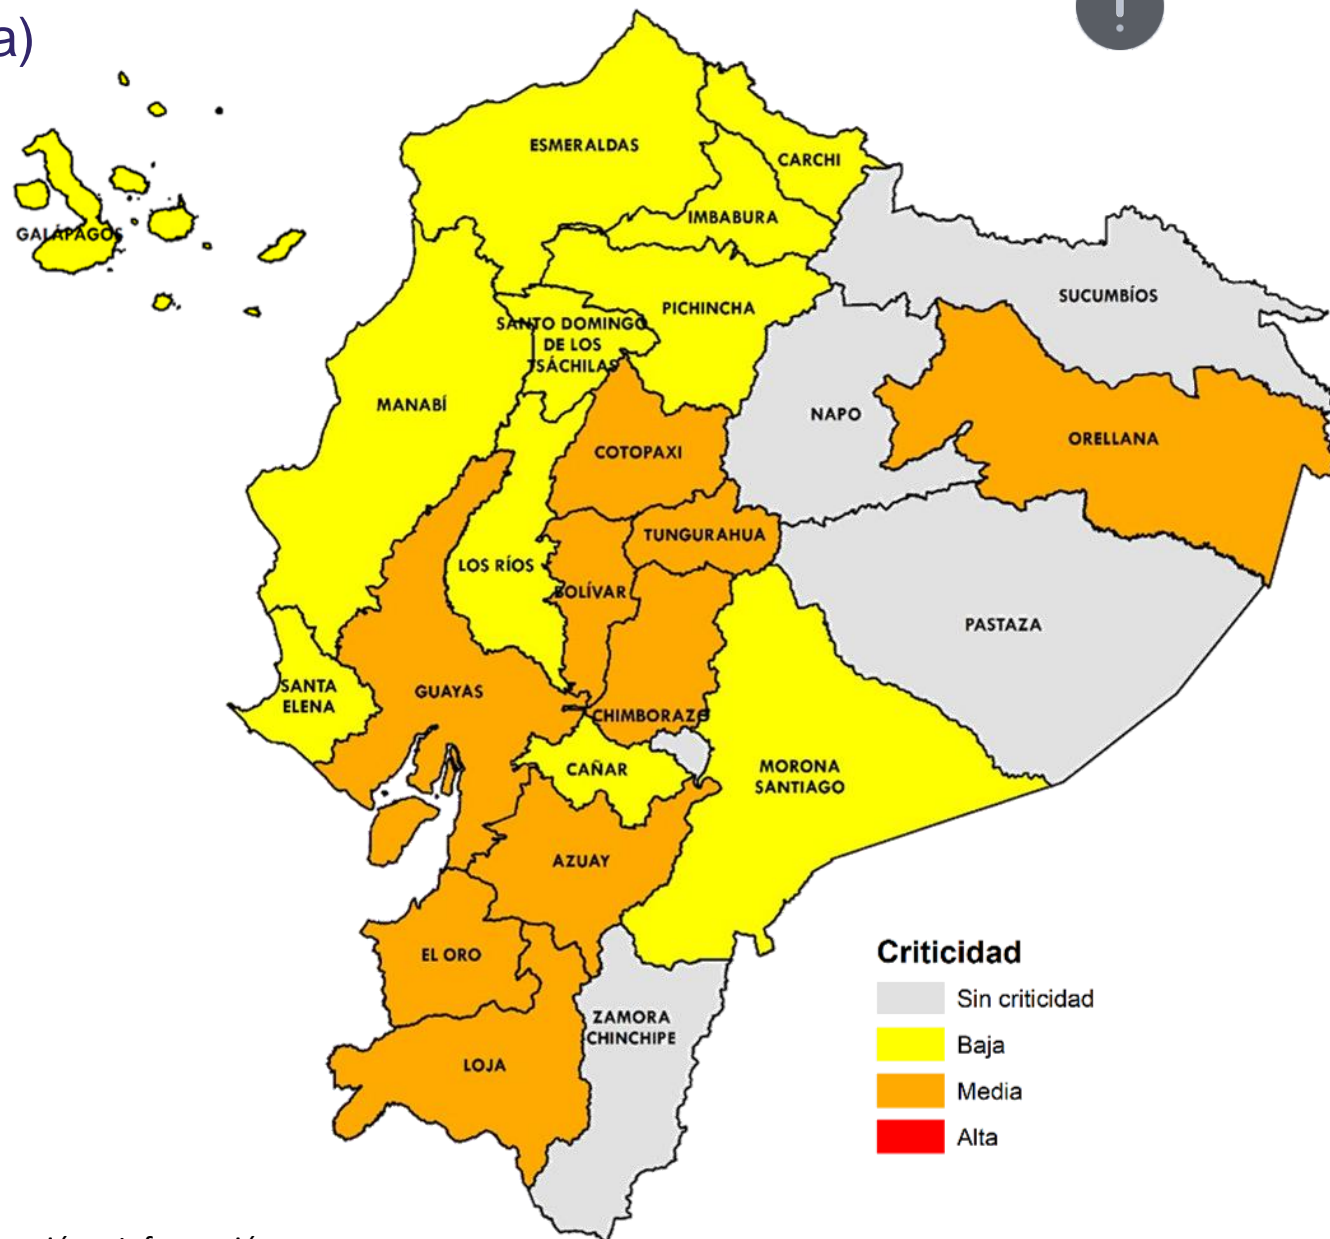 a)
ESMERALDAS
CARCHI
IMBABURA
GALÁPAGOS
SUCUMBÍOS
PICHINCHA
SANTO DOMINGO
DE LOS
TSÁCHILAS
MANABÍ
NAPO
ORELLANA
COTOPAXI
TUNGURAHUA
LOS RÍOS
BOLÍVAR
PASTAZA
SANTA
ELENA
GUAYAS
CHIMBORAZO
CAÑAR
MORONA
SANTIAGO
AZUAY
EL ORO
ZAMORA
CHINCHIPE
LOJA
Criticidad
Sin criticidad
Baja
Media
Alta